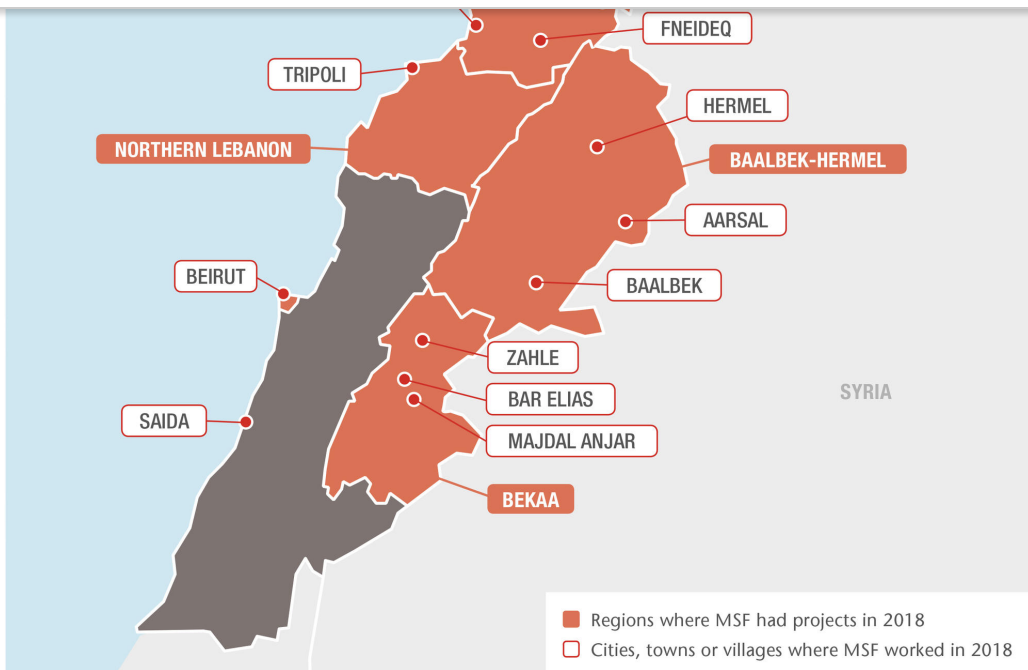 FNEIDEQ
TRIPOLI
HERMEL
NORTHERN LEBANON
BAALBEK-HERMEL
AARSAL
BEIRUT
BAALBEK
ZAHLE
SYRIA
BAR ELIAS
SAIDA
MAJDAL ANJAR
BEKAA
Regions where MSF had projects in 2018
Cities, towns or villages where MSF worked in 2018